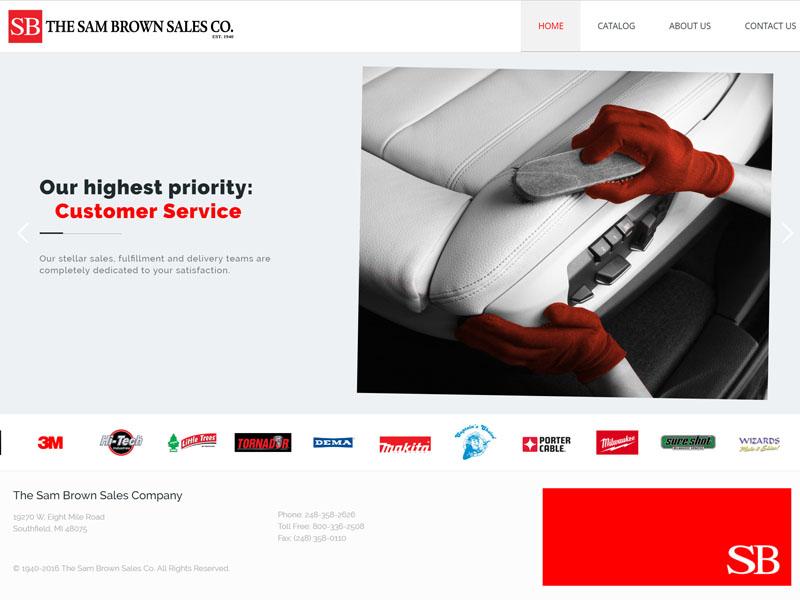 SB THE SAM BROWN SALES CO.
EST. 1940
HOME CATALOG ABOUT US CONTACT US
Our highest priority:
Customer Service
Our stellar sales, fulfillment and delivery teams are
completely dedicated to your satisfaction.
3M Hi-Tech Industries Little Trees TORNADOR DEMA makita Captain's Choice PORTER CABLE. Milwaukee sure shot WIZARDS Make it Shine!
The Sam Brown Sales Company
19270 W. Eight Mile Road
Southfield, MI 48075
Phone: 248-358-2626
Toll Free: 800-336-2508
Fax: (248) 358-0110
© 1940-2016 The Sam Brown Sales Co. All Rights Reserved.
SB